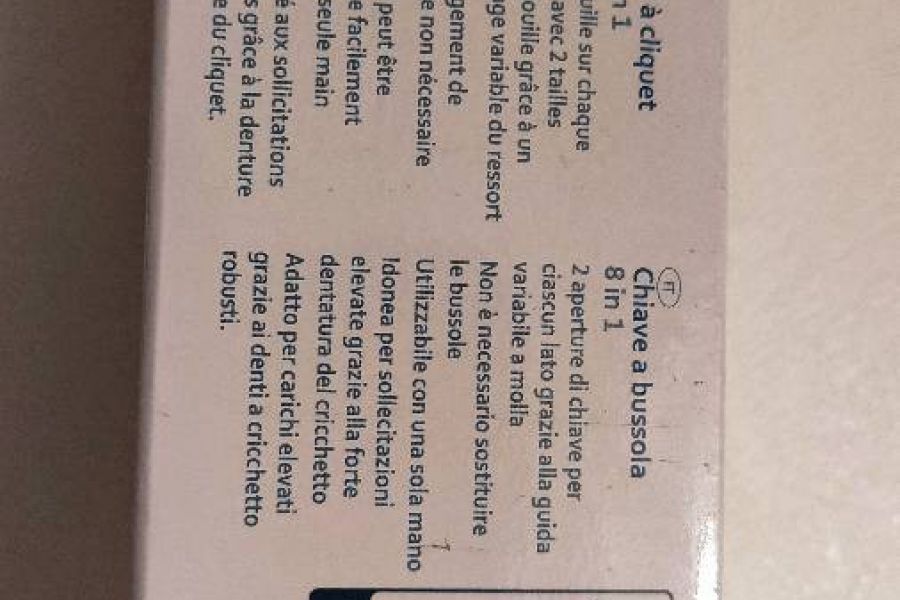 à cliquet
n 1
uille sur chaque
avec 2 tailles
ouille grâce à un
ge variable du ressort
gement de
e non nécessaire
peut être
e facilement
seule main
é aux sollicitations
s grâce à la denture
e du cliquet.
IT
Chiave a bussola
8 in 1
2 aperture di chiave per
ciascun lato grazie alla guida
variabile a molla
Non è necessario sostituire
le bussole
Utilizzabile con una sola mano
Idonea per sollecitazioni
elevate grazie alla forte
dentatura del cricchetto
Adatto per carichi elevati
grazie ai denti a cricchetto
robusti.